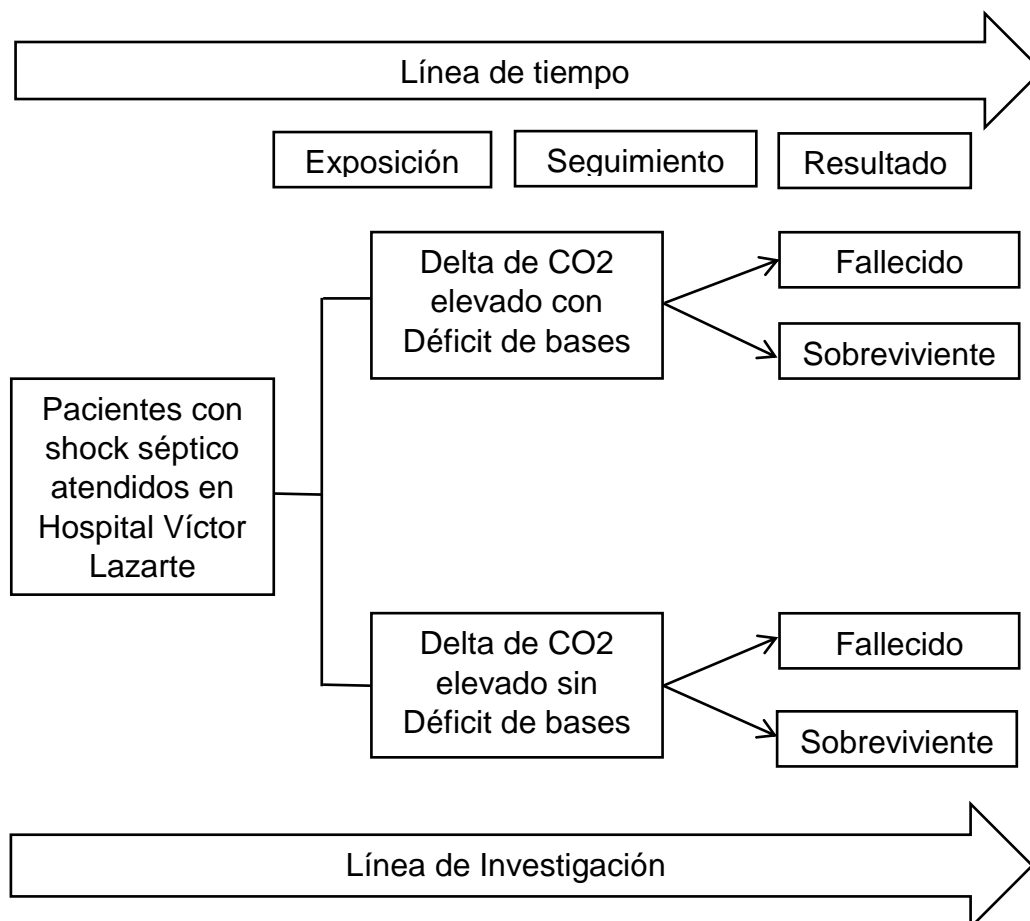 Línea de tiempo
Exposición
Seguimiento
Resultado
Delta de CO2
elevado con
Déficit de bases
Fallecido
Sobreviviente
Pacientes con
shock séptico
atendidos en
Hospital Víctor
Lazarte
Delta de CO2
elevado sin
Déficit de bases
Fallecido
Sobreviviente
Línea de Investigación